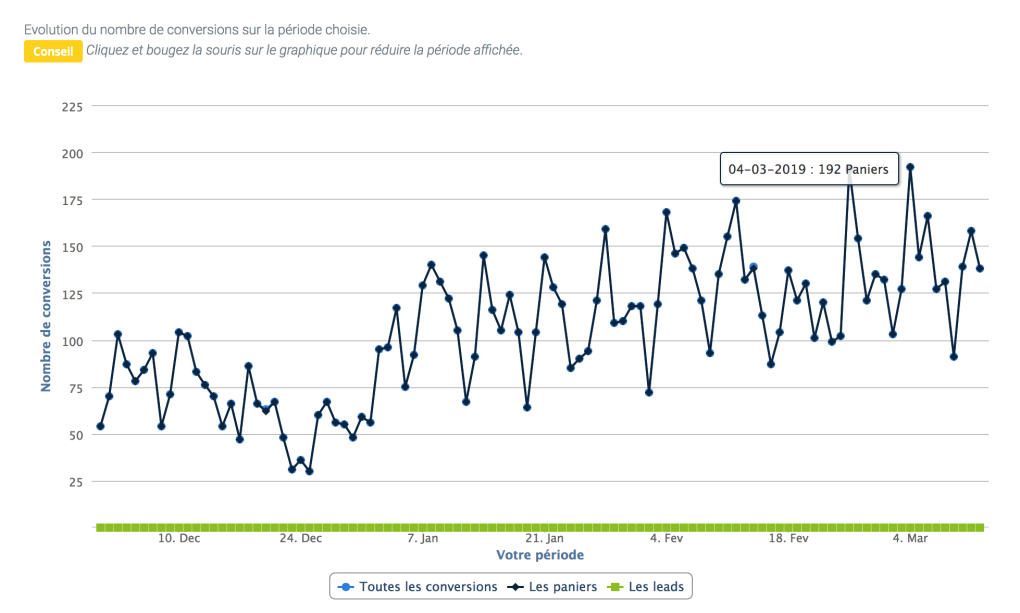 Evolution du nombre de conversions sur la période choisie.
Conseil Cliquez et bougez la souris sur le graphique pour réduire la période affichée.
225
200
175
150
125
100
75
50
25
Nombre de conversions
04-03-2019 : 192 Paniers
10. Dec 24. Dec 7. Jan 21. Jan 4. Fev 18. Fev 4. Mar
Votre période
Toutes les conversions Les paniers Les leads